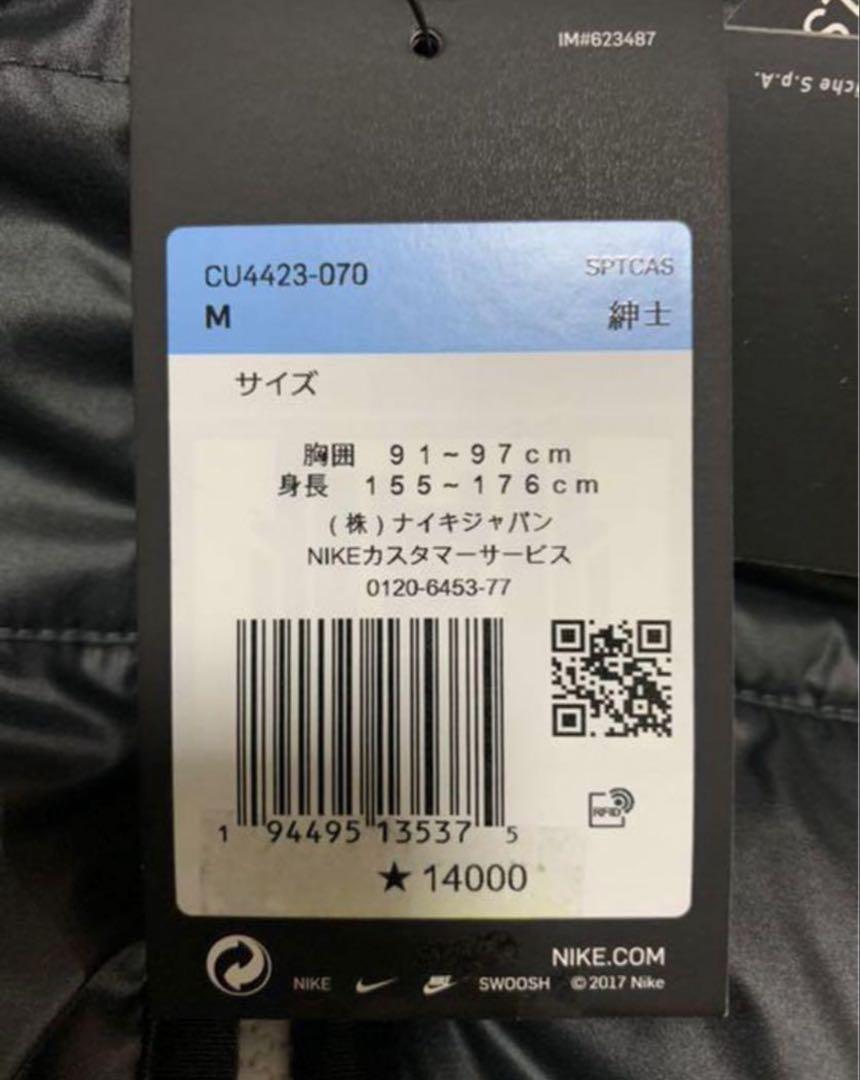 IM#623487
iche S.p.A.
CU4423-070
SPTCAS
M
紳士
サイズ
胸囲 91~97cm
身長 155~176cm
(株)ナイキジャパン
NIKEカスタマーサービス
0120-6453-77
RFID
1 94495 13537 5
★14000
NIKE.COM
NIKE SWOOSH ©2017 Nike